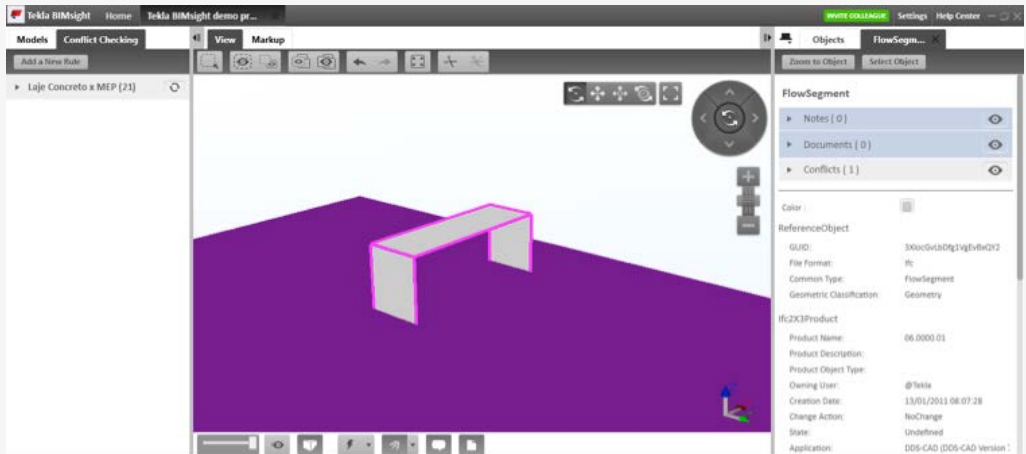 Tekla BIMsight Home Tekla BIMsight demo pr...
INVITE COLLEAGUE Settings Help Center
Models Conflict Checking
View Markup
Objects FlowSegm...
Add a New Rule
Zoom to Object Select Object
Laje Concreto x MEP (21)
FlowSegment
Notes ( 0 )
Documents ( 0 )
Conflicts ( 1 )
Color :
ReferenceObject
GUID:
File Format: Ifc
Common Type: FlowSegment
Geometric Classification Geometry
Ifc2X3Product
Product Name: 06.0000.01
Product Description:
Product Object Type:
Owning User: @Tekla
Creation Date: 13/01/2011 08:07:28
Change Action: NoChange
State: Undefined
Application: DDS-CAD (DDS-CAD Version